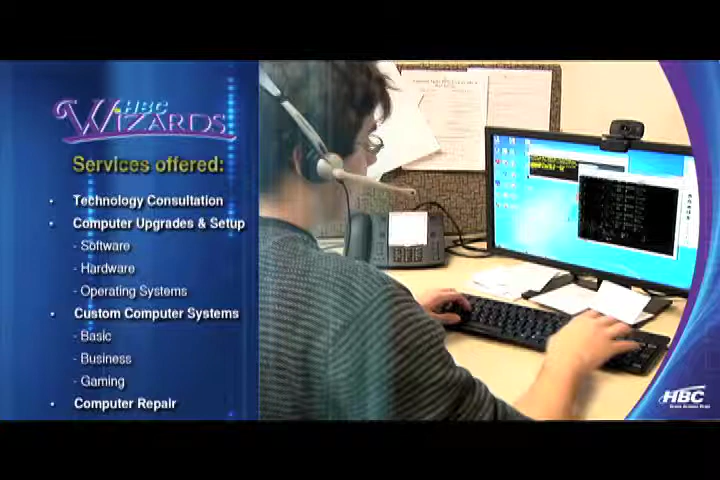 HBC
WIZARDS
Services offered:
• Technology Consultation
• Computer Upgrades & Setup
- Software
- Hardware
- Operating Systems
• Custom Computer Systems
- Basic
- Business
- Gaming
• Computer Repair
HBC